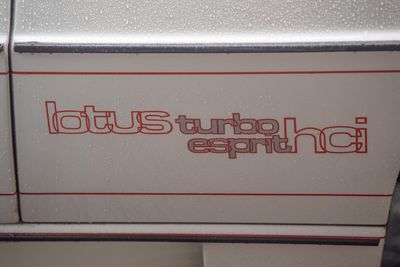 lotus turbo esprit hci